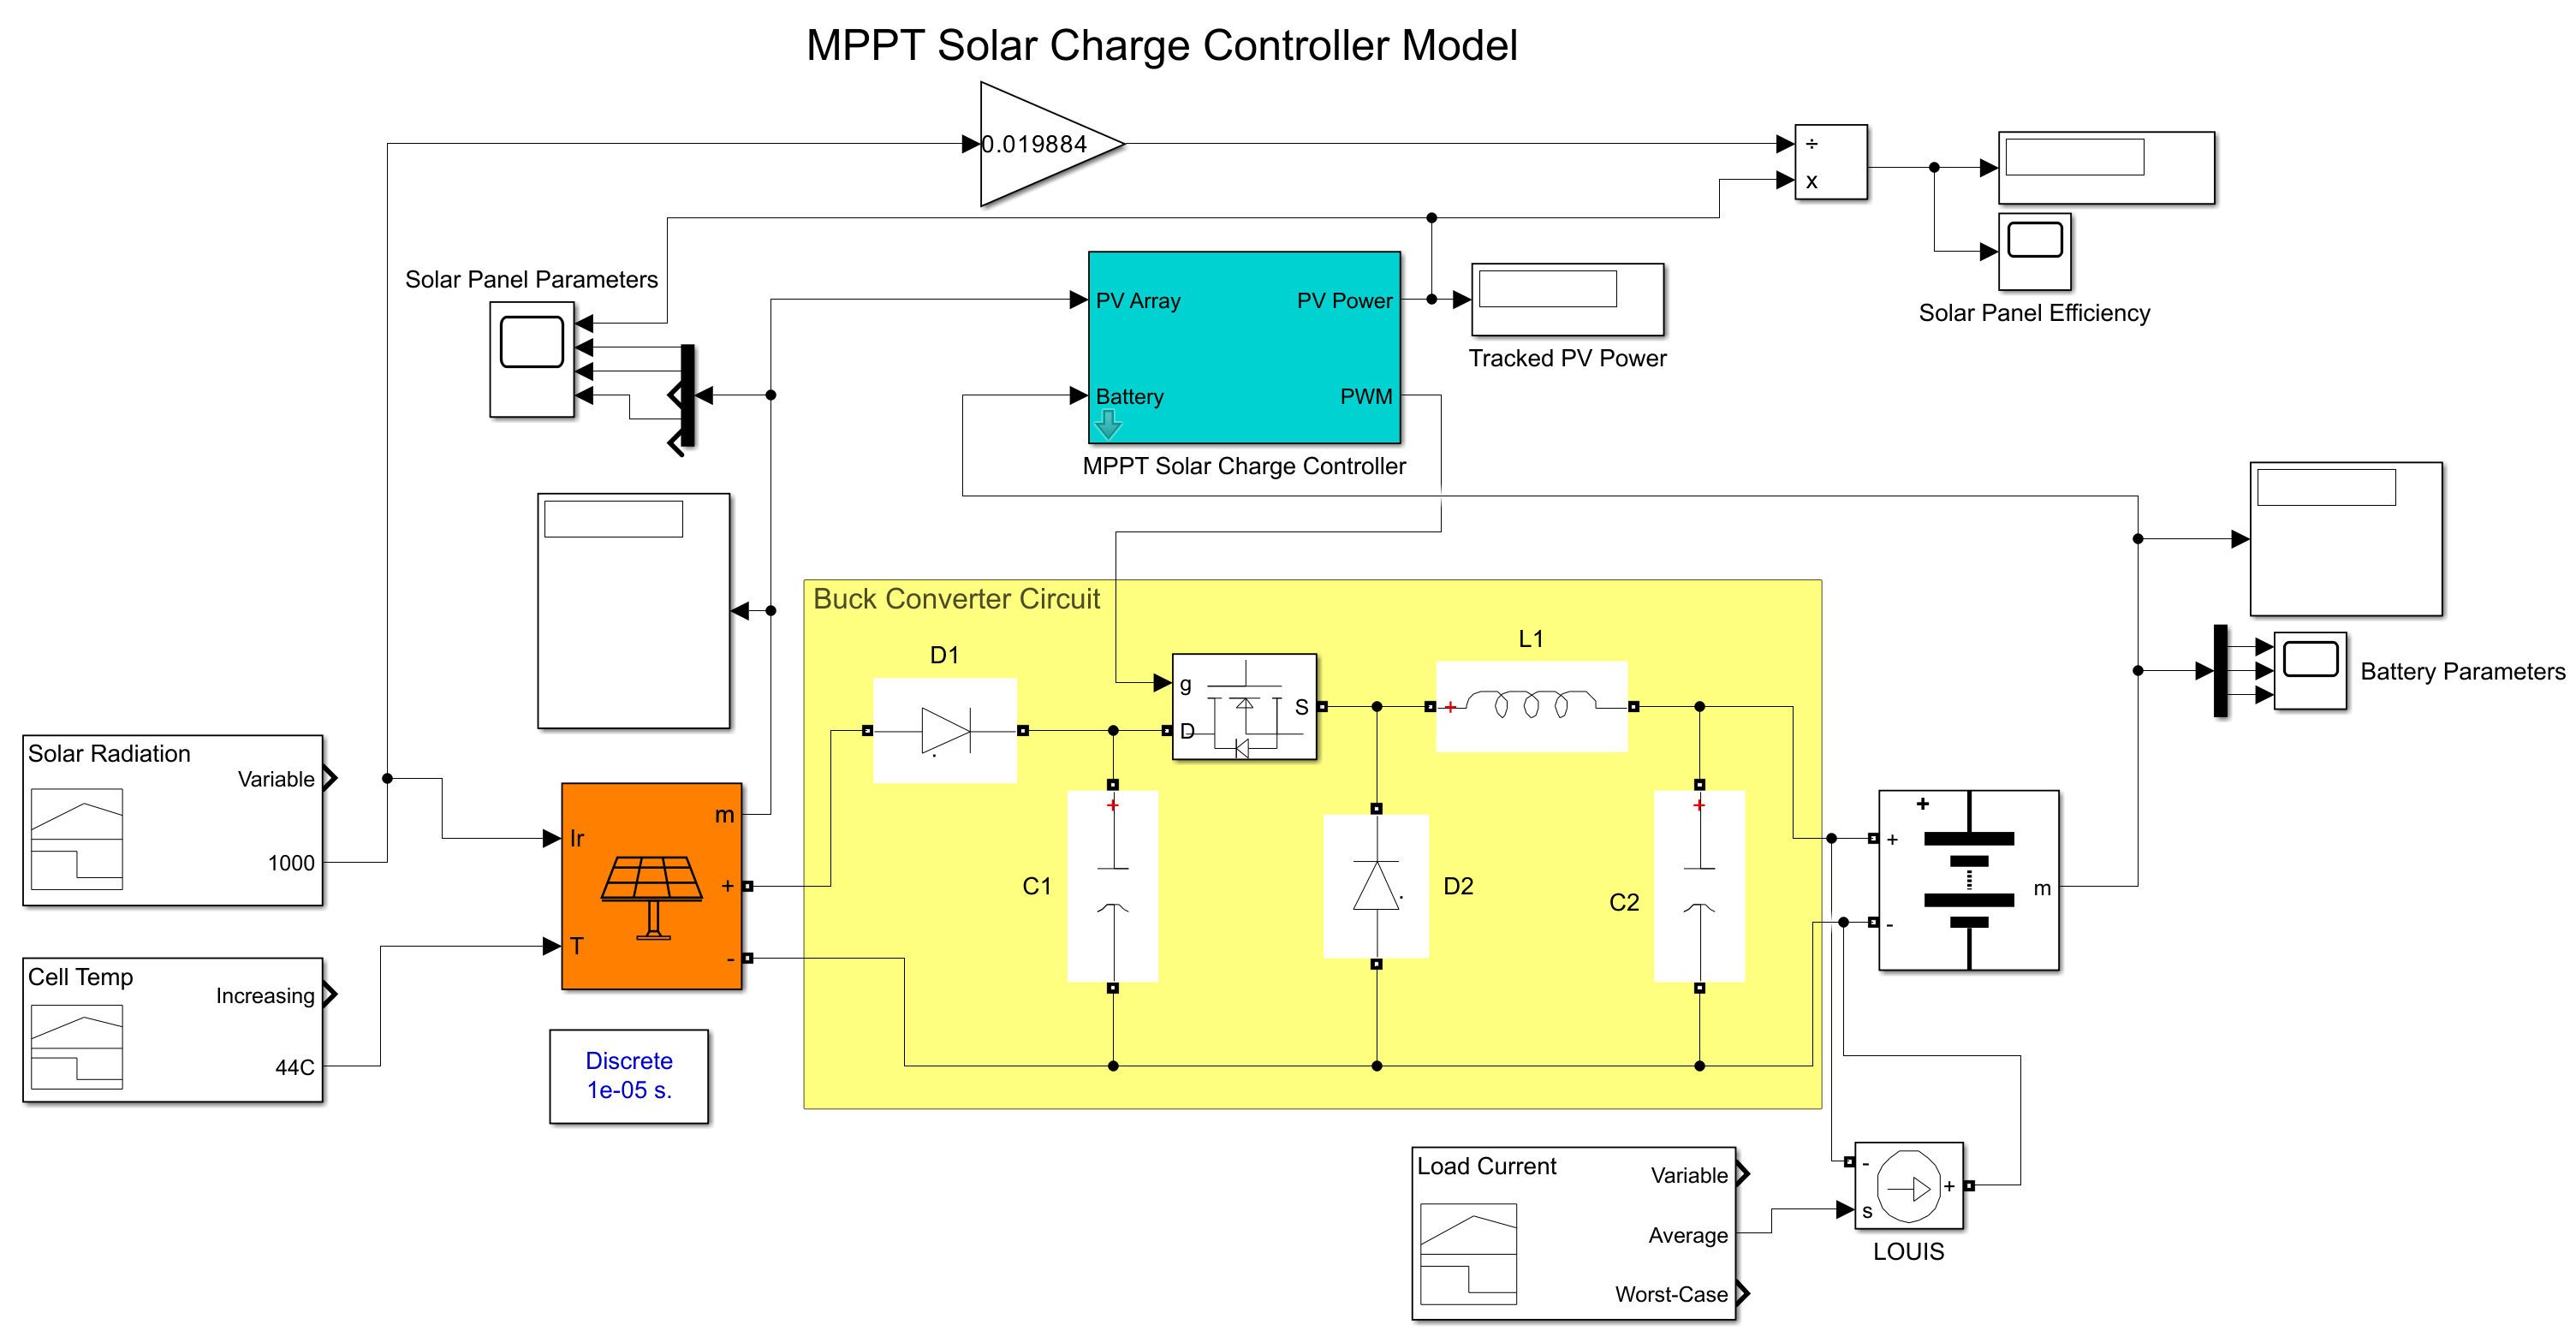 MPPT Solar Charge Controller Model
0.019884
÷
x
Solar Panel Efficiency
Solar Panel Parameters
PV Array
PV Power
Battery
PWM
MPPT Solar Charge Controller
Tracked PV Power
Buck Converter Circuit
D1
g
D
S
L1
+
Battery Parameters
Solar Radiation
Variable
1000
Ir
T
m
+
-
Cell Temp
Increasing
44C
Discrete
1e-05 s.
C1
+
D2
C2
+
+
+
-
m
Load Current
Variable
Average
Worst-Case
-
s
+
LOUIS